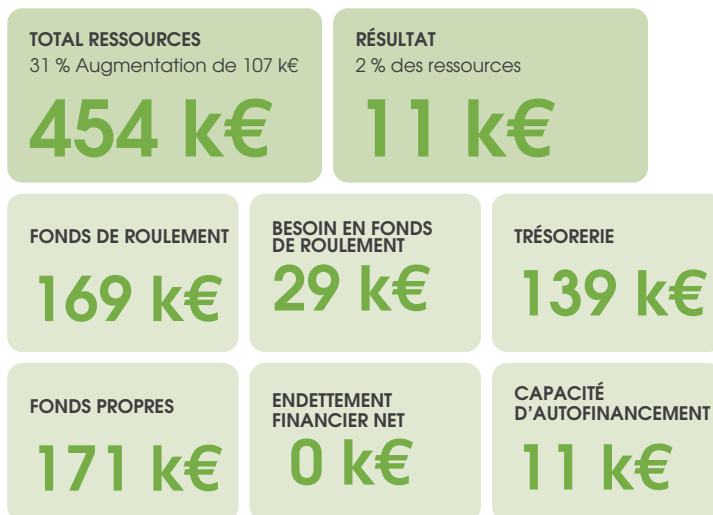 TOTAL RESSOURCES
31 % Augmentation de 107 k€
454 k€
RÉSULTAT
2 % des ressources
11 k€
FONDS DE ROULEMENT
169 k€
BESOIN EN FONDS
DE ROULEMENT
29 k€
TRÉSORERIE
139 k€
FONDS PROPRES
171 k€
ENDETTEMENT
FINANCIER NET
0 k€
CAPACITÉ
D'AUTOFINANCEMENT
11 k€